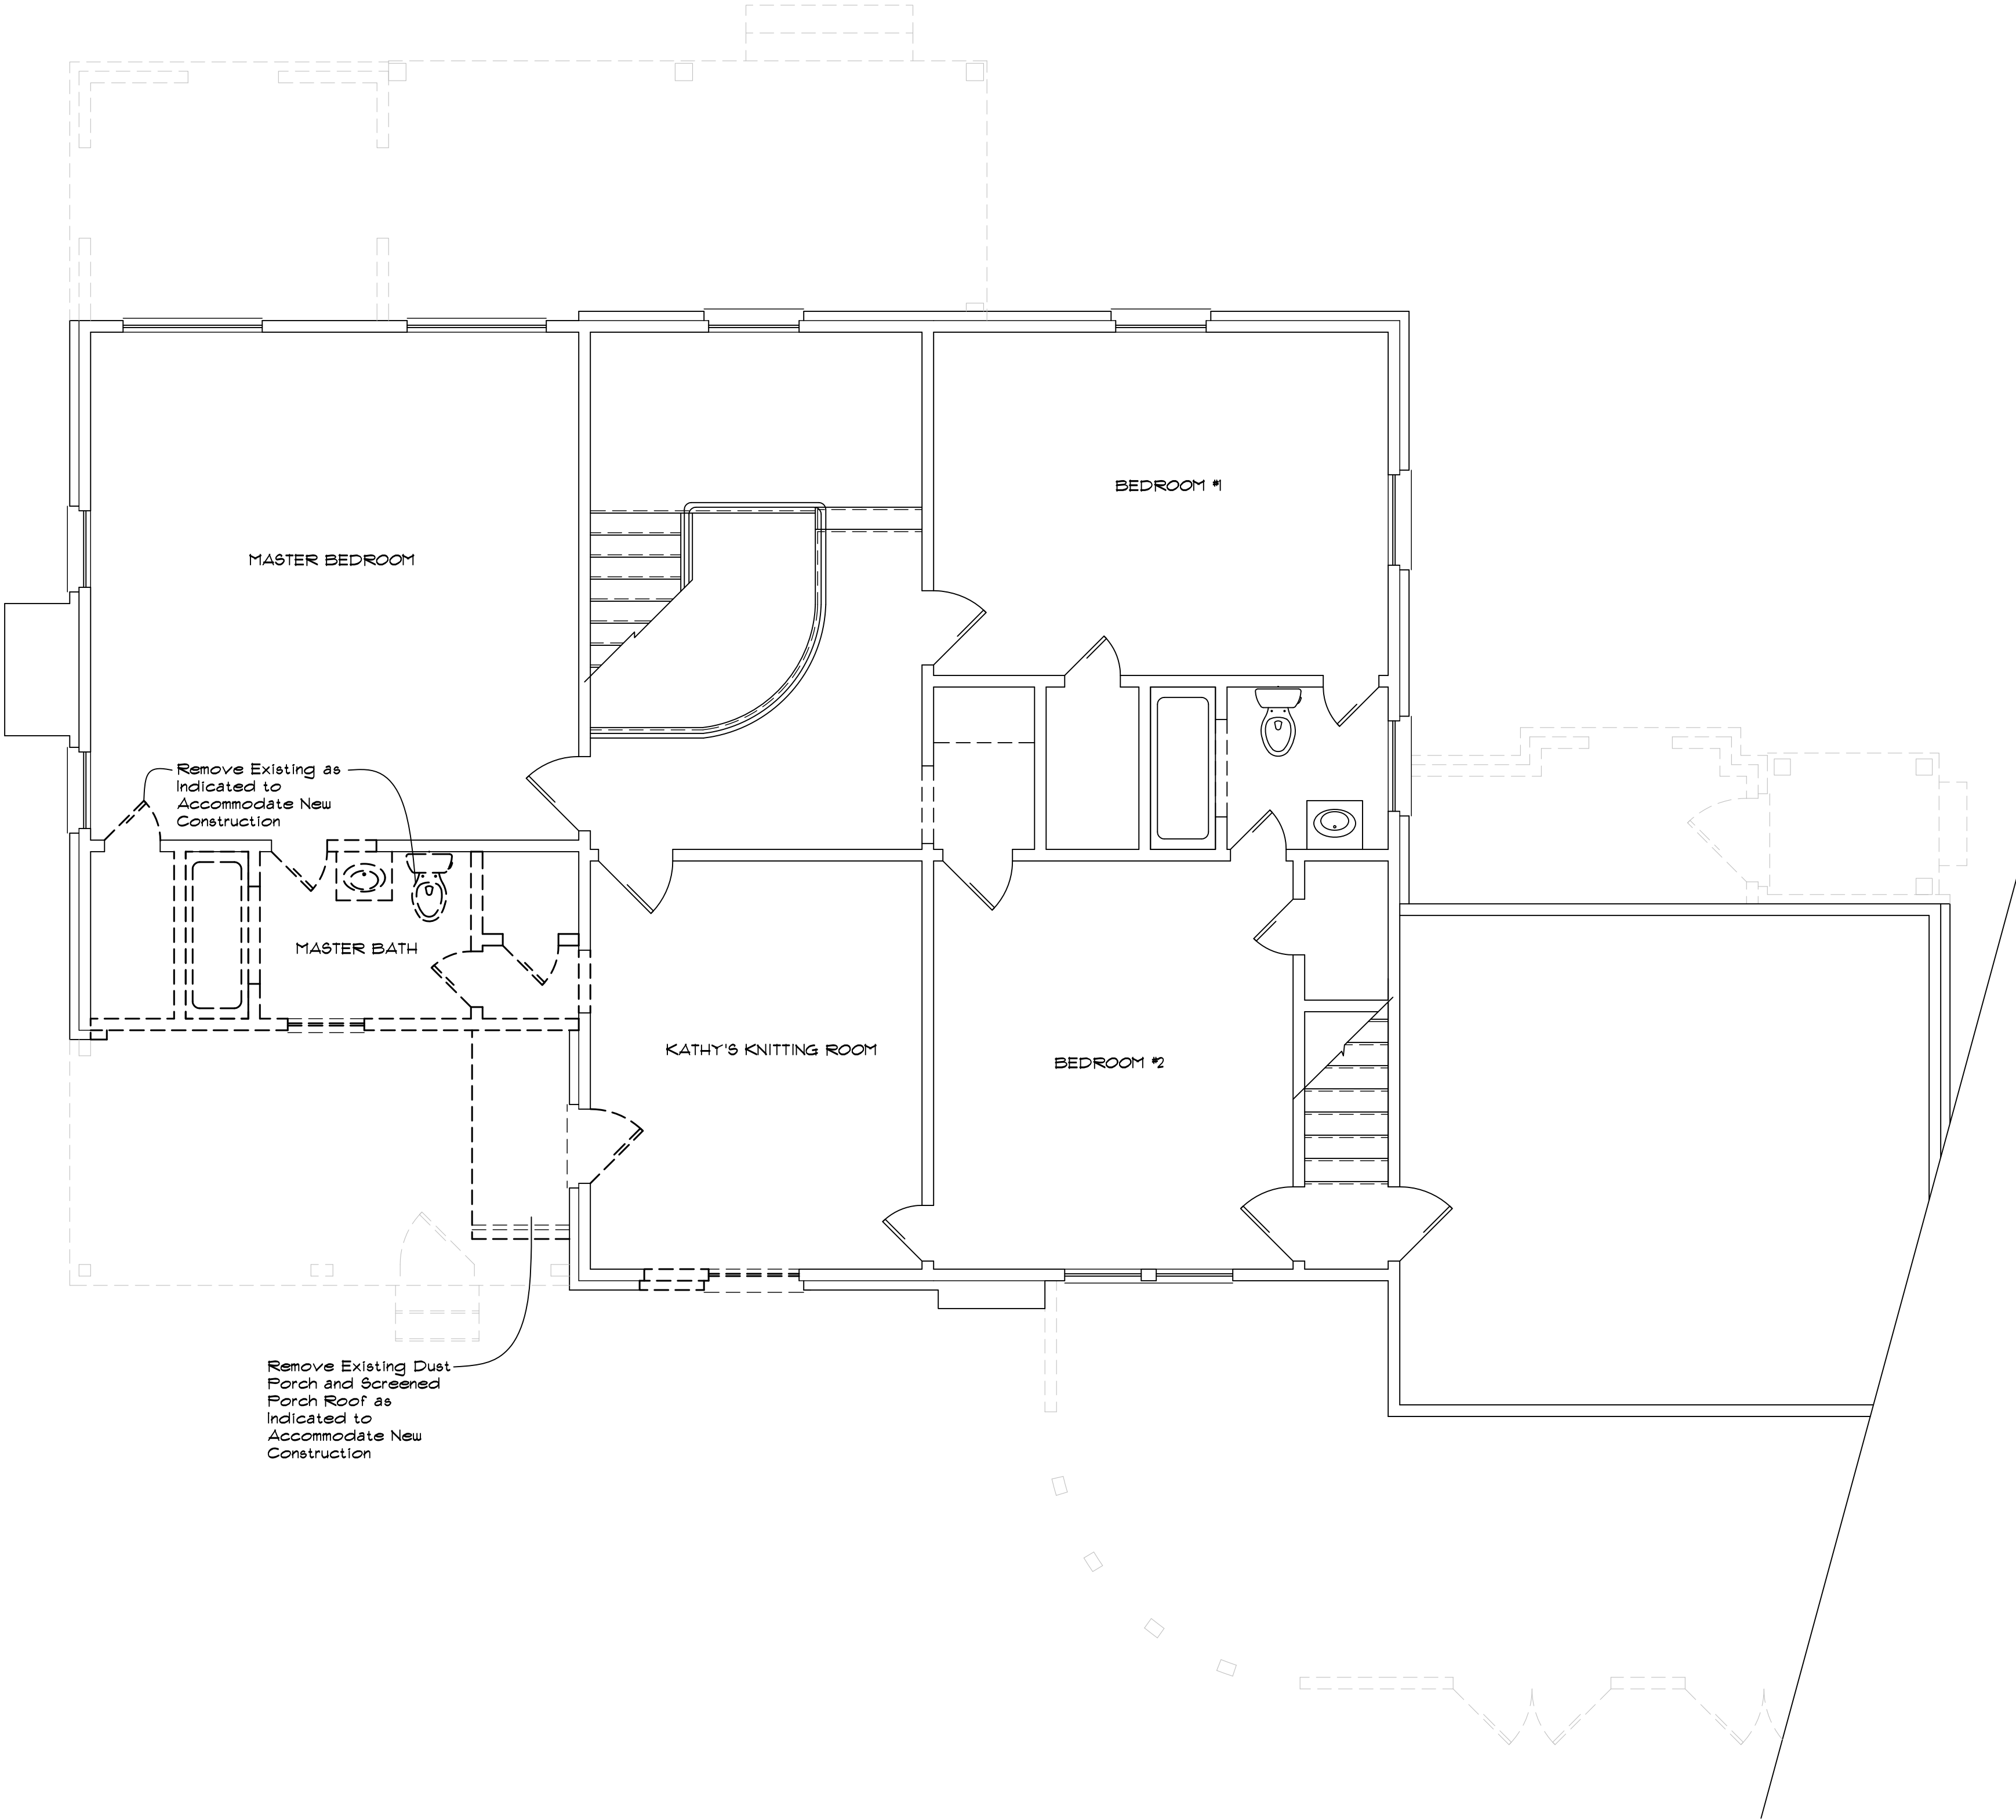 BEDROOM #1
MASTER BEDROOM
Remove Existing as
Indicated to
Accommodate New
Construction
MASTER BATH
KATHY'S KNITTING ROOM
BEDROOM #2
Remove Existing Dust
Porch and Screened
Porch Roof as
Indicated to
Accommodate New
Construction